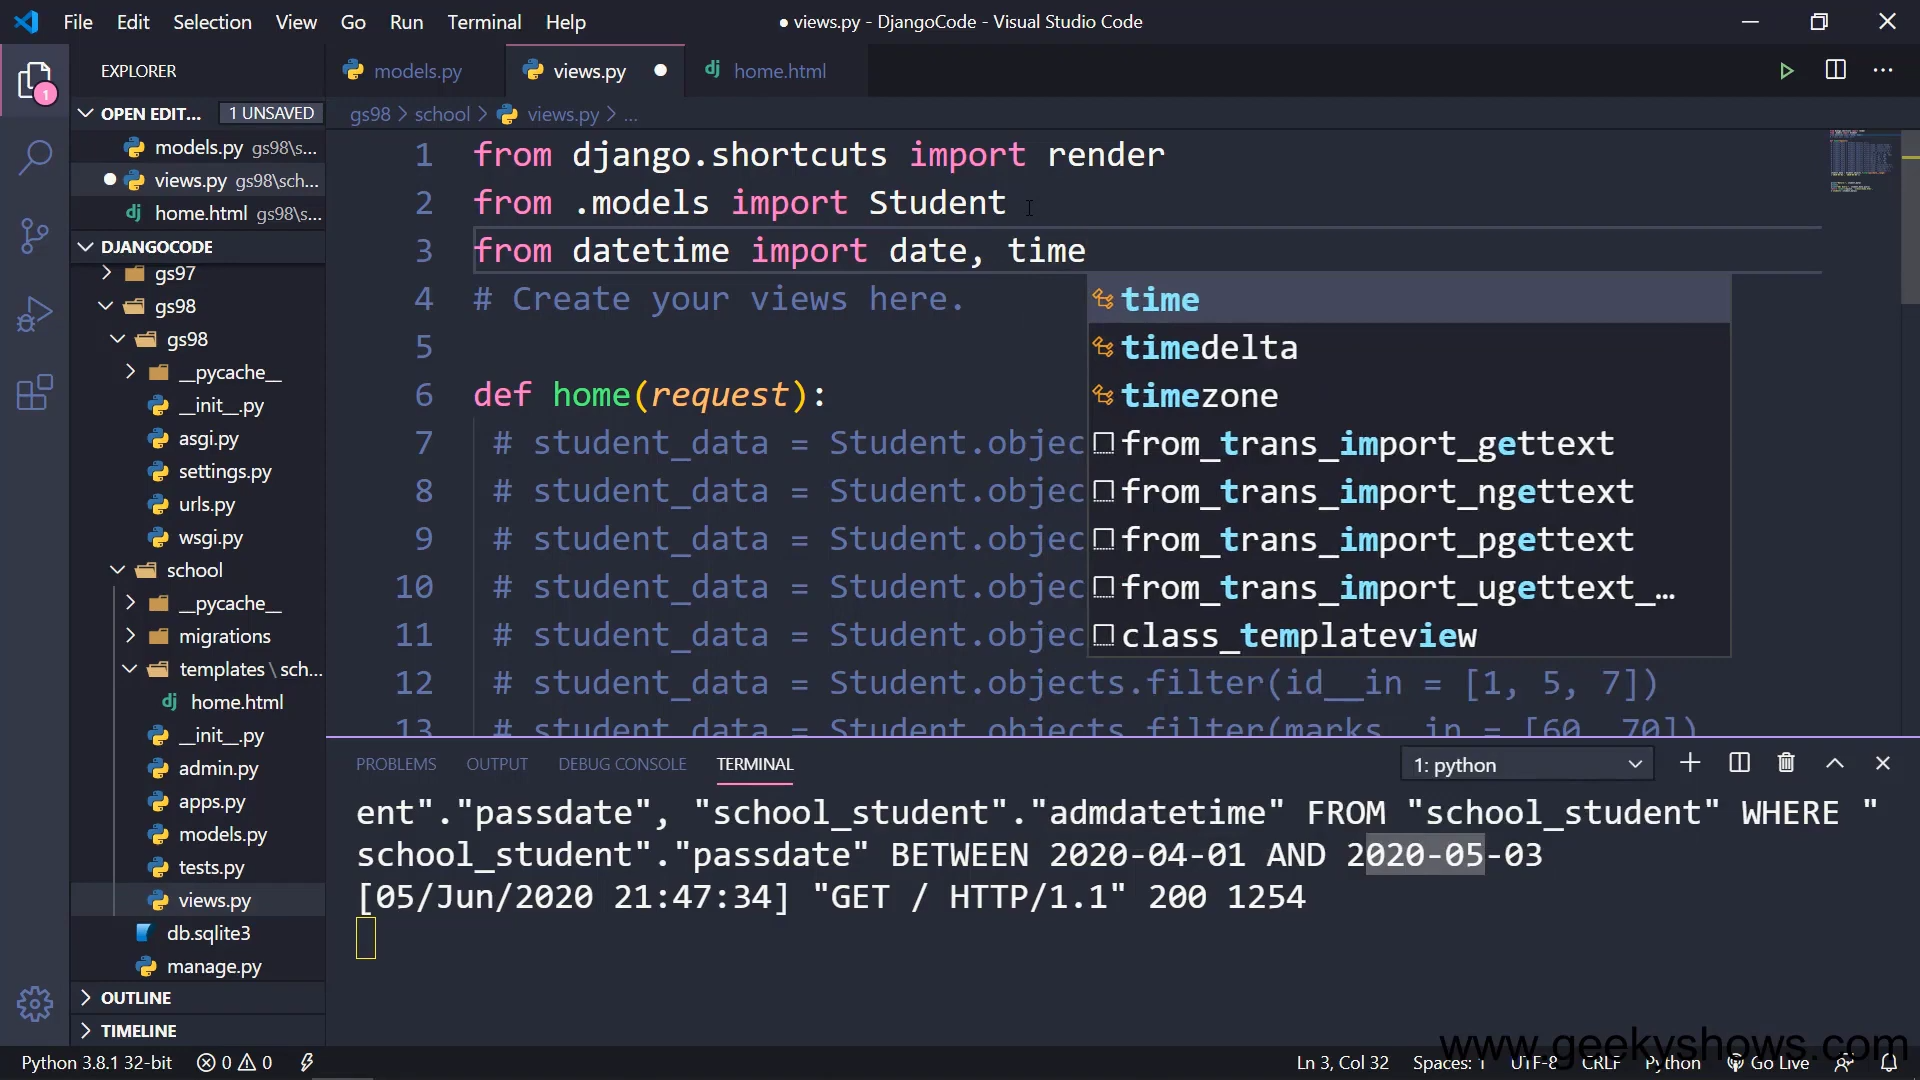 File Edit Selection View Go Run Terminal Help
● views.py - DjangoCode - Visual Studio Code
EXPLORER
1
OPEN EDIT... 1 UNSAVED
models.py gs98\s...
views.py gs98\sch...
home.html gs98\s...
DJANGOCODE
gs97
gs98
gs98
__pycache__
__init__.py
asgi.py
settings.py
urls.py
wsgi.py
school
__pycache__
migrations
templates \ sch...
home.html
__init__.py
admin.py
apps.py
models.py
tests.py
views.py
db.sqlite3
manage.py
OUTLINE
TIMELINE
models.py views.py home.html
gs98 > school > views.py > ...
1 from django.shortcuts import render
2 from .models import Student
3 from datetime import date, time
4 # Create your views here.
5
6 def home(request):
7 # student_data = Student.objec
8 # student_data = Student.objec
9 # student_data = Student.objec
10 # student_data = Student.objec
11 # student_data = Student.objec
12 # student_data = Student.objects.filter(id__in = [1, 5, 7])
13 # student_data = Student.objects.filter(marks__in = [60, 70])
time
timedelta
timezone
from_trans_import_gettext
from_trans_import_ngettext
from_trans_import_pgettext
from_trans_import_ugettext_...
class_templateview
PROBLEMS OUTPUT DEBUG CONSOLE TERMINAL 1: python
ent"."passdate", "school_student"."admdatetime" FROM "school_student" WHERE "
school_student"."passdate" BETWEEN 2020-04-01 AND 2020-05-03
[05/Jun/2020 21:47:34] "GET / HTTP/1.1" 200 1254
www.geekyshows.com
Python 3.8.1 32-bit 0 0 Ln 3, Col 32 Spaces: 1 UTF-8 CRLF Python Go Live